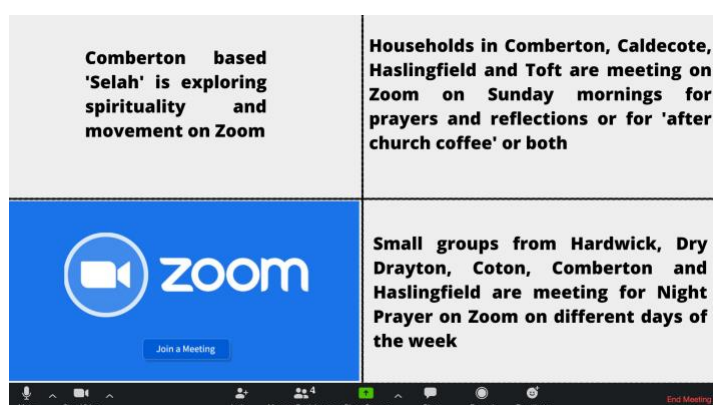 Comberton based
'Selah' is exploring
spirituality and
movement on Zoom
Households in Comberton, Caldecote,
Haslingfield and Toft are meeting on
Zoom on Sunday mornings for
prayers and reflections or for 'after
church coffee' or both
zoom
Join a Meeting
Small groups from Hardwick, Dry
Drayton, Coton, Comberton and
Haslingfield are meeting for Night
Prayer on Zoom on different days of
the week
4
End Meeting